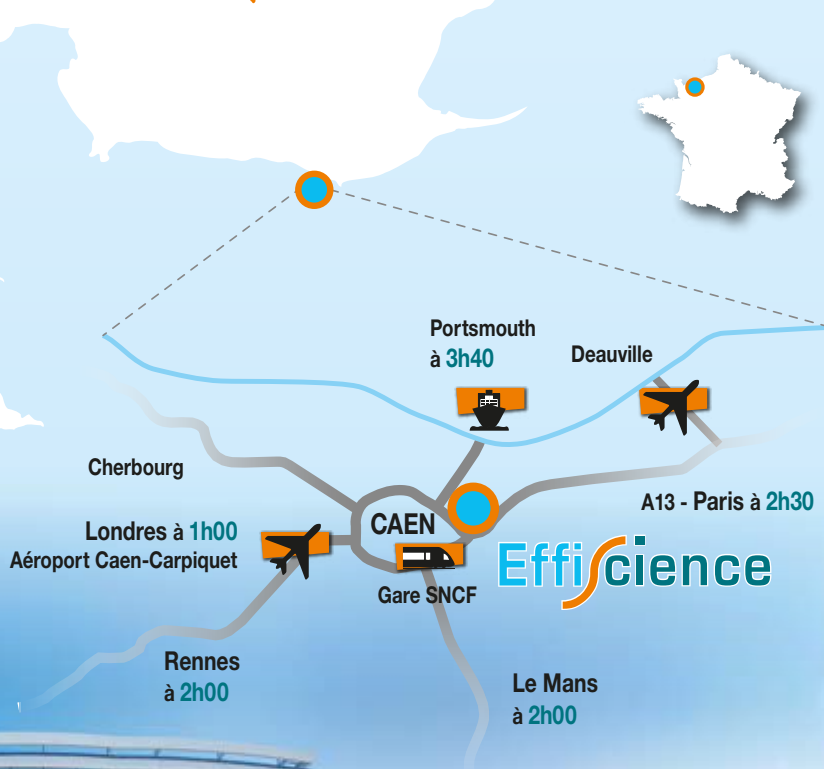 Portsmouth
à 3h40
Deauville
Cherbourg
A13 - Paris à 2h30
CAEN
Londres à 1h00
Aéroport Caen-Carpiquet
EffiScience
Gare SNCF
Rennes
à 2h00
Le Mans
à 2h00